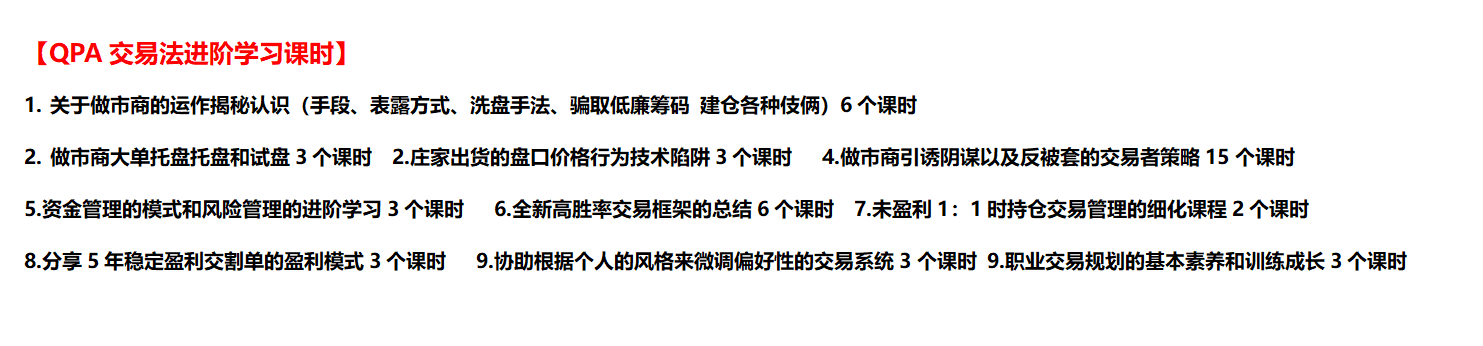 【QPA 交易法进阶学习课时】
1. 关于做市商的运作揭秘认识（手段、表露方式、洗盘手法、骗取低廉筹码 建仓各种伎俩）6 个课时
2. 做市商大单托盘托盘和试盘 3 个课时 2.庄家出货的盘口价格行为技术陷阱 3 个课时 4.做市商引诱阴谋以及反被套的交易者策略 15 个课时
5.资金管理的模式和风险管理的进阶学习 3 个课时 6.全新高胜率交易框架的总结 6 个课时 7.未盈利 1：1 时持仓交易管理的细化课程 2 个课时
8.分享 5 年稳定盈利交割单的盈利模式 3 个课时 9.协助根据个人的风格来微调偏好性的交易系统 3 个课时 9.职业交易规划的基本素养和训练成长 3 个课时